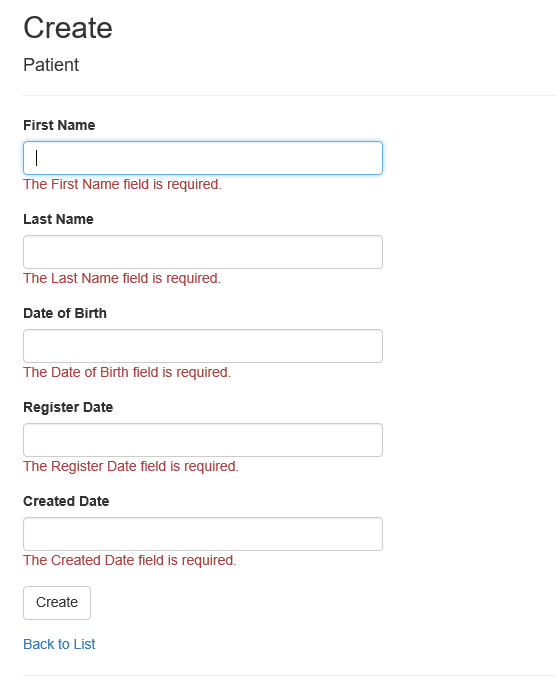 Create
Patient
First Name
The First Name field is required.
Last Name
The Last Name field is required.
Date of Birth
The Date of Birth field is required.
Register Date
The Register Date field is required.
Created Date
The Created Date field is required.
Create
Back to List